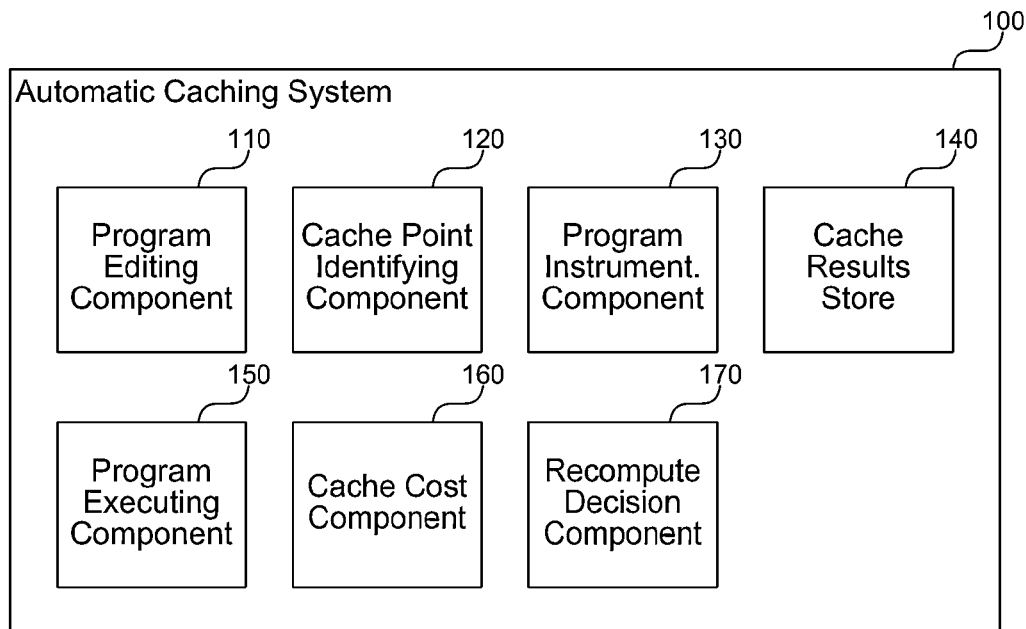 100
Automatic Caching System
110
120
130
140
Program
Editing
Component
Cache Point
Identifying
Component
Program
Instrument.
Component
Cache
Results
Store
150
160
170
Program
Executing
Component
Cache Cost
Component
Recompute
Decision
Component